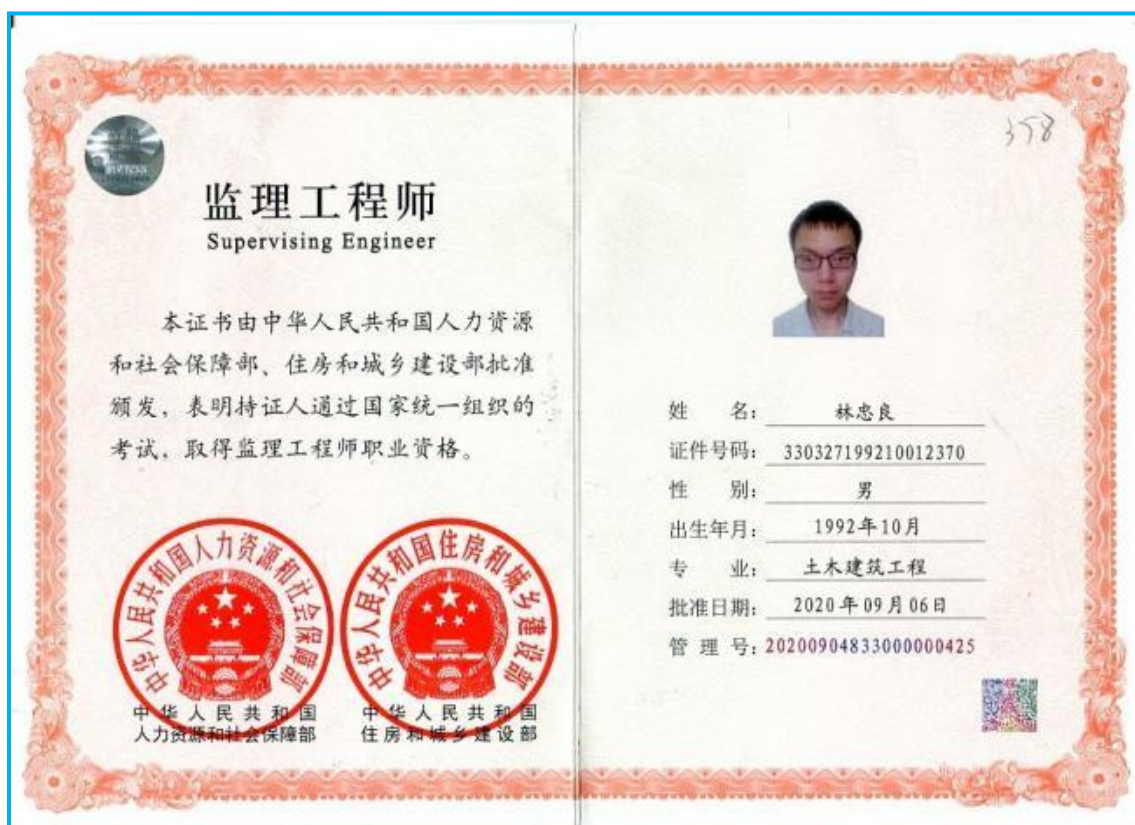 监理工程师
Supervising Engineer
本证书由中华人民共和国人力资源
和社会保障部、住房和城乡建设部批准
颁发，表明持证人通过国家统一组织的
考试，取得监理工程师职业资格。
中华人民共和国人力资源和社会保障部
中华人民共和国住房和城乡建设部
中华人民共和国
人力资源和社会保障部
中华人民共和国
住房和城乡建设部
358
姓 名： 林忠良
证件号码： 330327199210012370
性 别： 男
出生年月： 1992年10月
专 业： 土木建筑工程
批准日期： 2020年09月06日
管 理 号：20200904833000000425